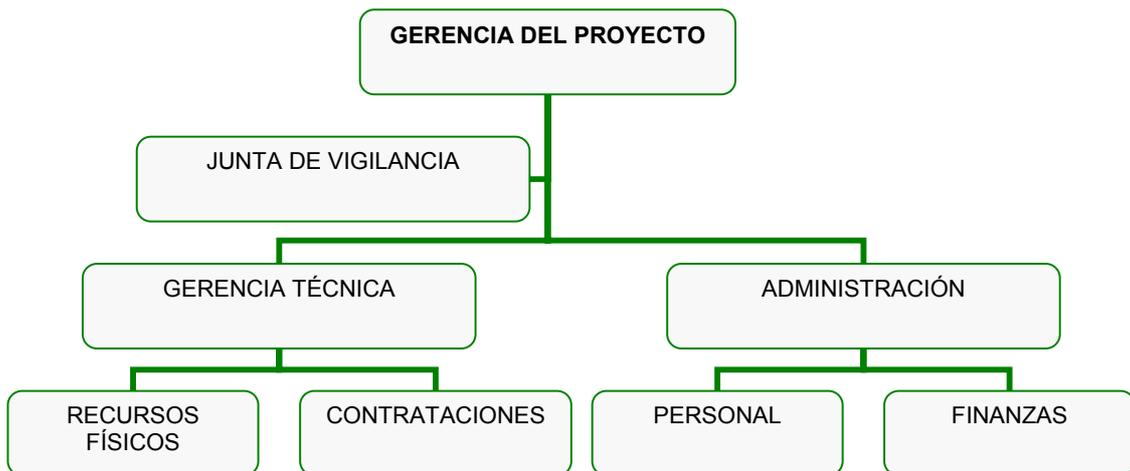 GERENCIA DEL PROYECTO
JUNTA DE VIGILANCIA
GERENCIA TÉCNICA
ADMINISTRACIÓN
RECURSOS
FÍSICOS
CONTRATACIONES
PERSONAL
FINANZAS